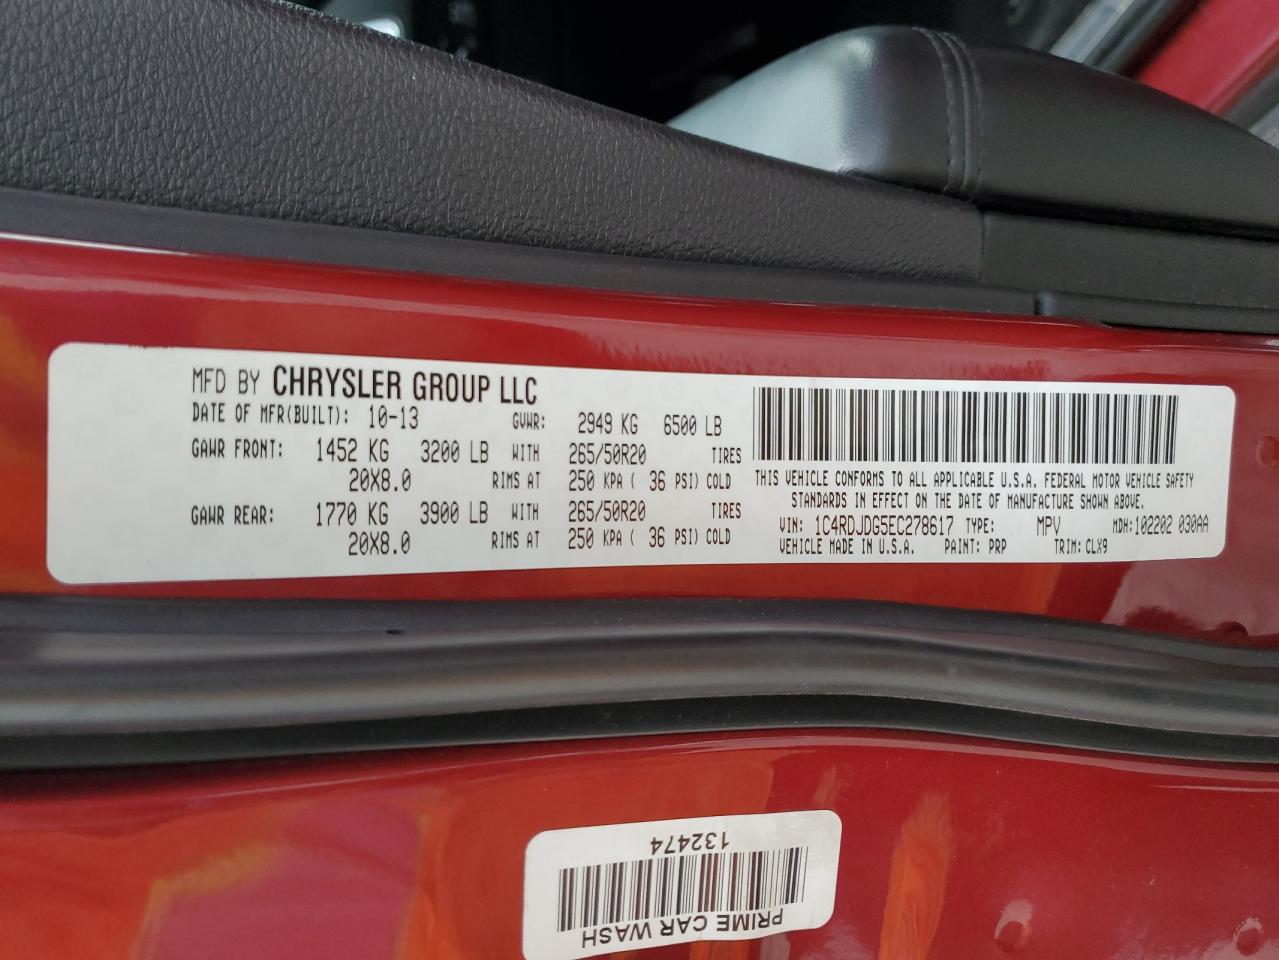 MFD BY CHRYSLER GROUP LLC
DATE OF MFR(BUILT): 10-13 GVWR: 2949 KG 6500 LB
GAWR FRONT: 1452 KG 3200 LB WITH 265/50R20 TIRES
20X8.0 RIMS AT 250 KPA ( 36 PSI) COLD
GAWR REAR: 1770 KG 3900 LB WITH 265/50R20 TIRES
20X8.0 RIMS AT 250 KPA ( 36 PSI) COLD
THIS VEHICLE CONFORMS TO ALL APPLICABLE U.S.A. FEDERAL MOTOR VEHICLE SAFETY
STANDARDS IN EFFECT ON THE DATE OF MANUFACTURE SHOWN ABOVE.
VIN: 1C4RDJDG5EC278617 TYPE: MPV MDH:102202 030AA
VEHICLE MADE IN U.S.A. PAINT: PRP TRIM: CLX9
PRIME CAR WASH
132474